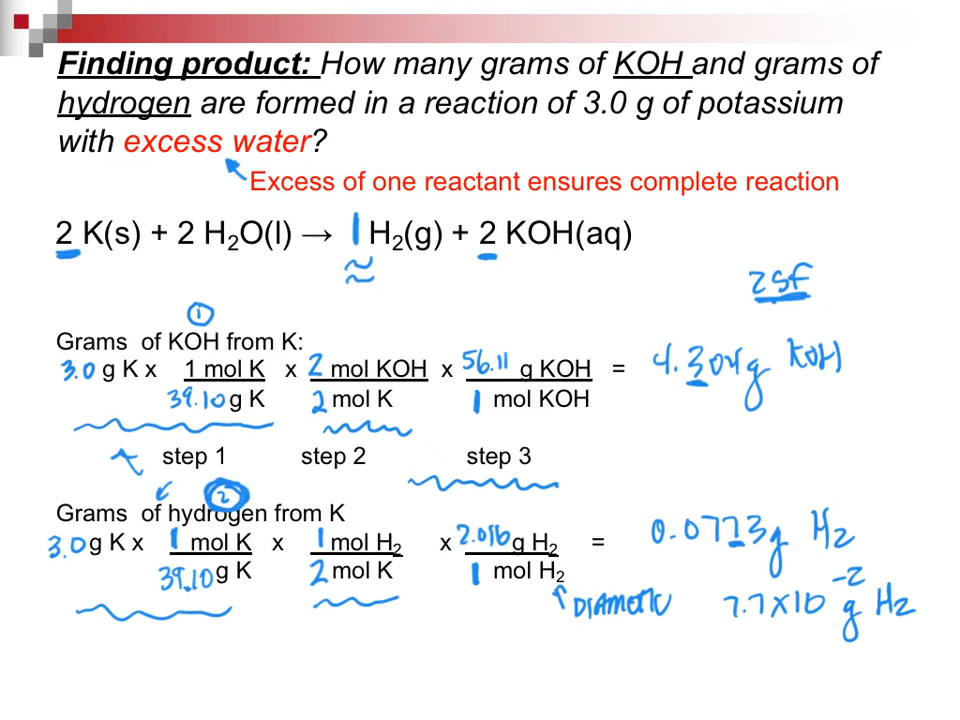 Finding product: How many grams of KOH and grams of
hydrogen are formed in a reaction of 3.0 g of potassium
with excess water?
Excess of one reactant ensures complete reaction
2 K(s) + 2 H₂O(l) → 1 H₂(g) + 2 KOH(aq)
2 SF
1
Grams of KOH from K:
3.0 g K x 1 mol K x 2 mol KOH x 56.11 g KOH = 4.304g KOH
39.10 g K 2 mol K 1 mol KOH
step 1 step 2 step 3
2
Grams of hydrogen from K
3.0 g K x 1 mol K x 1 mol H₂ x 2.016 g H₂ = 0.0773g H₂
39.10 g K 2 mol K 1 mol H₂
DIAMETIC 7.7 x 10⁻² g H₂